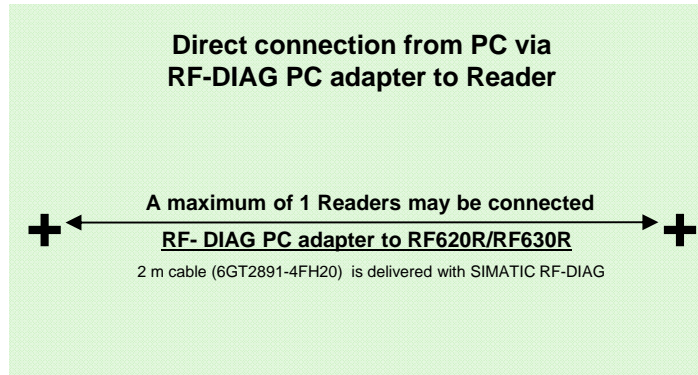 Direct connection from PC via
RF-DIAG PC adapter to Reader
A maximum of 1 Readers may be connected
+ +
RF- DIAG PC adapter to RF620R/RF630R
2 m cable (6GT2891-4FH20) is delivered with SIMATIC RF-DIAG